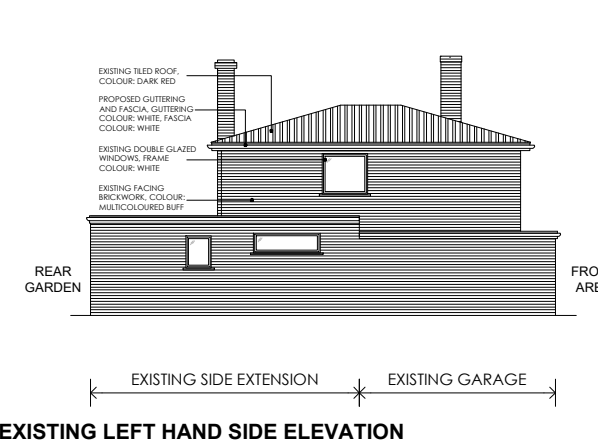 EXISTING TILED ROOF,
COLOUR: DARK RED
PROPOSED GUTTERING
AND FASCIA, GUTTERING
COLOUR: WHITE, FASCIA
COLOUR: WHITE
EXISTING DOUBLE GLAZED
WINDOWS, FRAME
COLOUR: WHITE
EXISTING FACING
BRICKWORK, COLOUR:
MULTICOLOURED BUFF
REAR
GARDEN
FRO
ARE
EXISTING SIDE EXTENSION
EXISTING GARAGE
EXISTING LEFT HAND SIDE ELEVATION